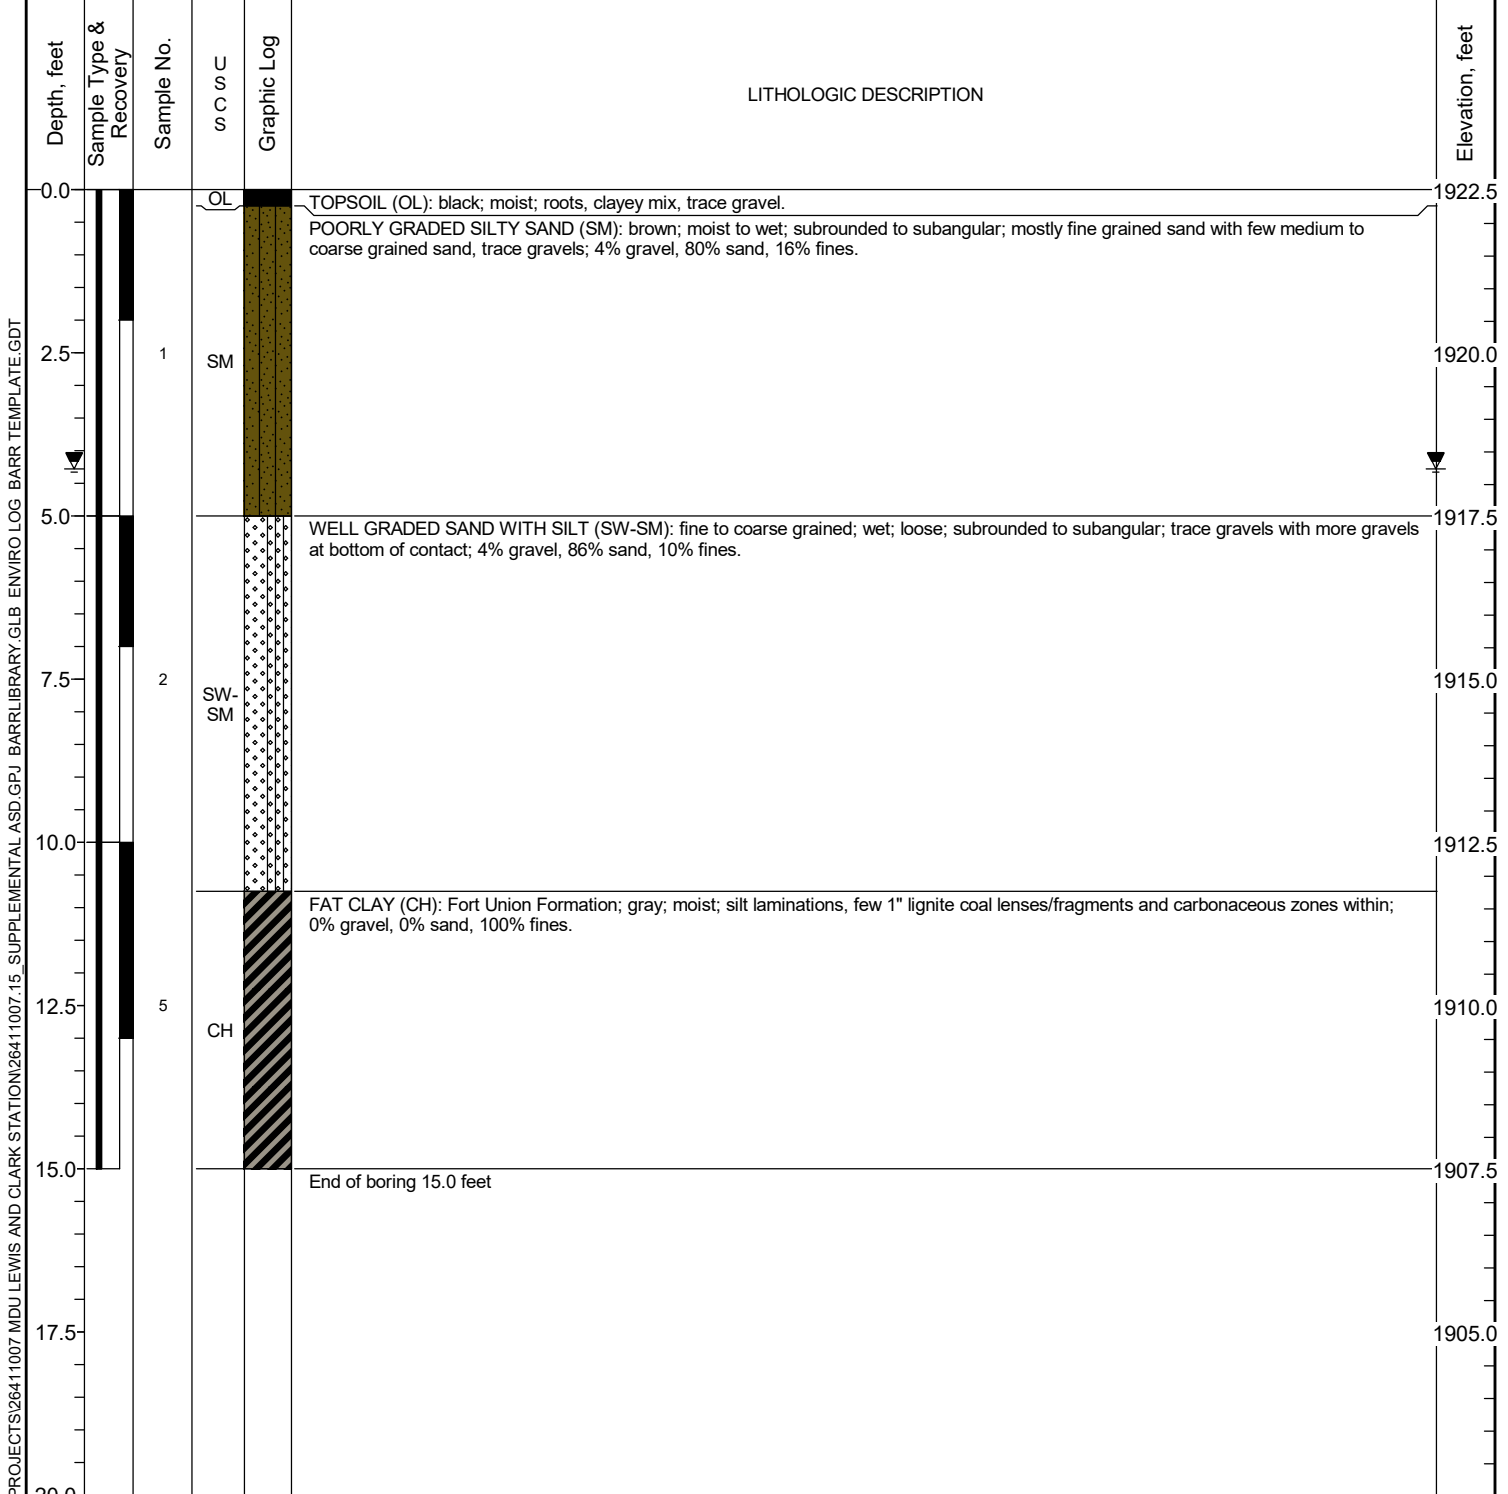 Depth, feet
Sample Type &
Recovery
Sample No.
U
S
C
S
Graphic Log
LITHOLOGIC DESCRIPTION
Elevation, feet
0.0
OL
TOPSOIL (OL): black; moist; roots, clayey mix, trace gravel.
1922.5
POORLY GRADED SILTY SAND (SM): brown; moist to wet; subrounded to subangular; mostly fine grained sand with few medium to
coarse grained sand, trace gravels; 4% gravel, 80% sand, 16% fines.
2.5
1
SM
1920.0
5.0
1917.5
WELL GRADED SAND WITH SILT (SW-SM): fine to coarse grained; wet; loose; subrounded to subangular; trace gravels with more gravels
at bottom of contact; 4% gravel, 86% sand, 10% fines.
7.5
2
SW-
SM
1915.0
10.0
1912.5
FAT CLAY (CH): Fort Union Formation; gray; moist; silt laminations, few 1" lignite coal lenses/fragments and carbonaceous zones within;
0% gravel, 0% sand, 100% fines.
12.5
5
CH
1910.0
15.0
End of boring 15.0 feet
1907.5
17.5
1905.0
20.0
PROJECTS\26411007 MDU LEWIS AND CLARK STATION\26411007.15_SUPPLEMENTAL ASD.GPJ BARRLIBRARY.GLB ENVIRO LOG BARR TEMPLATE.GDT